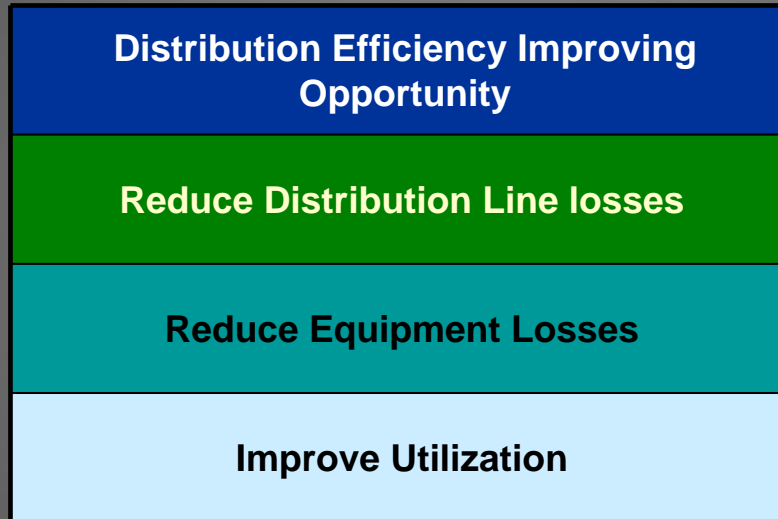 Distribution Efficiency Improving
Opportunity
Reduce Distribution Line losses
Reduce Equipment Losses
Improve Utilization